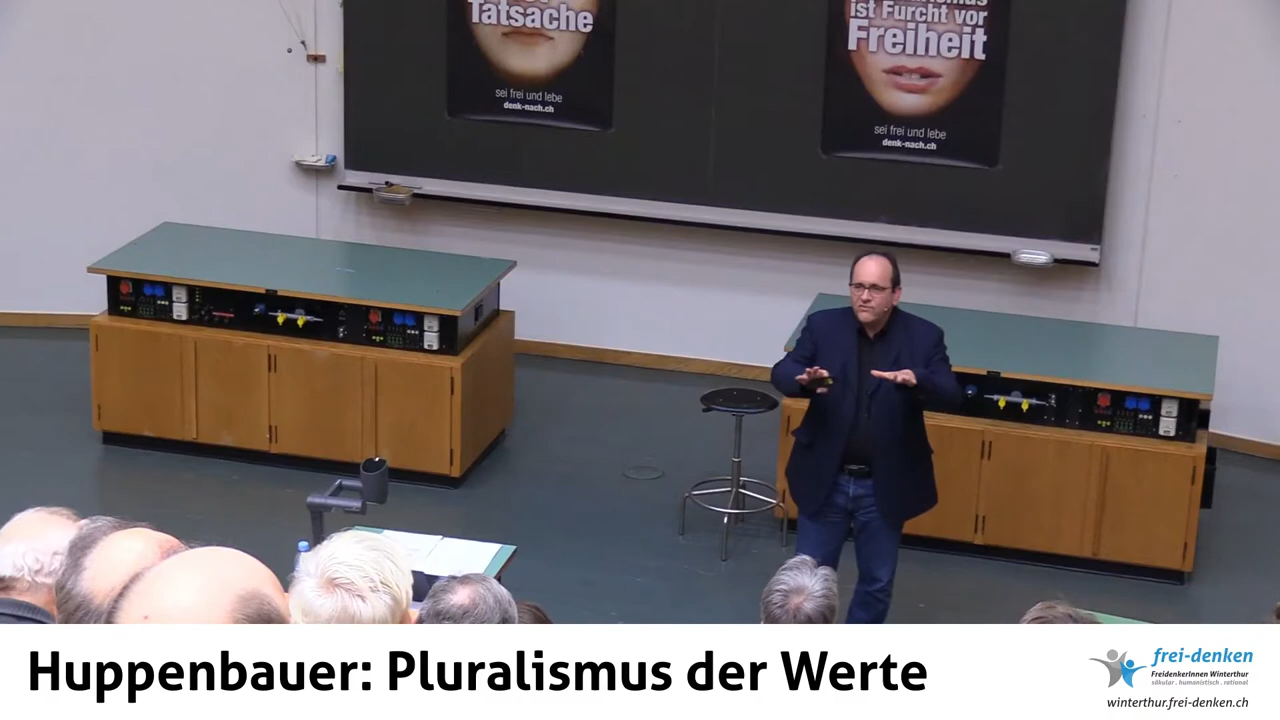 Tatsache
sei frei und lebe
denk-nach.ch
ist Furcht vor
Freiheit
sei frei und lebe
denk-nach.ch
Huppenbauer: Pluralismus der Werte
frei-denken
FreidenkerInnen Winterthur
säkular . humanistisch . rational
winterthur.frei-denken.ch